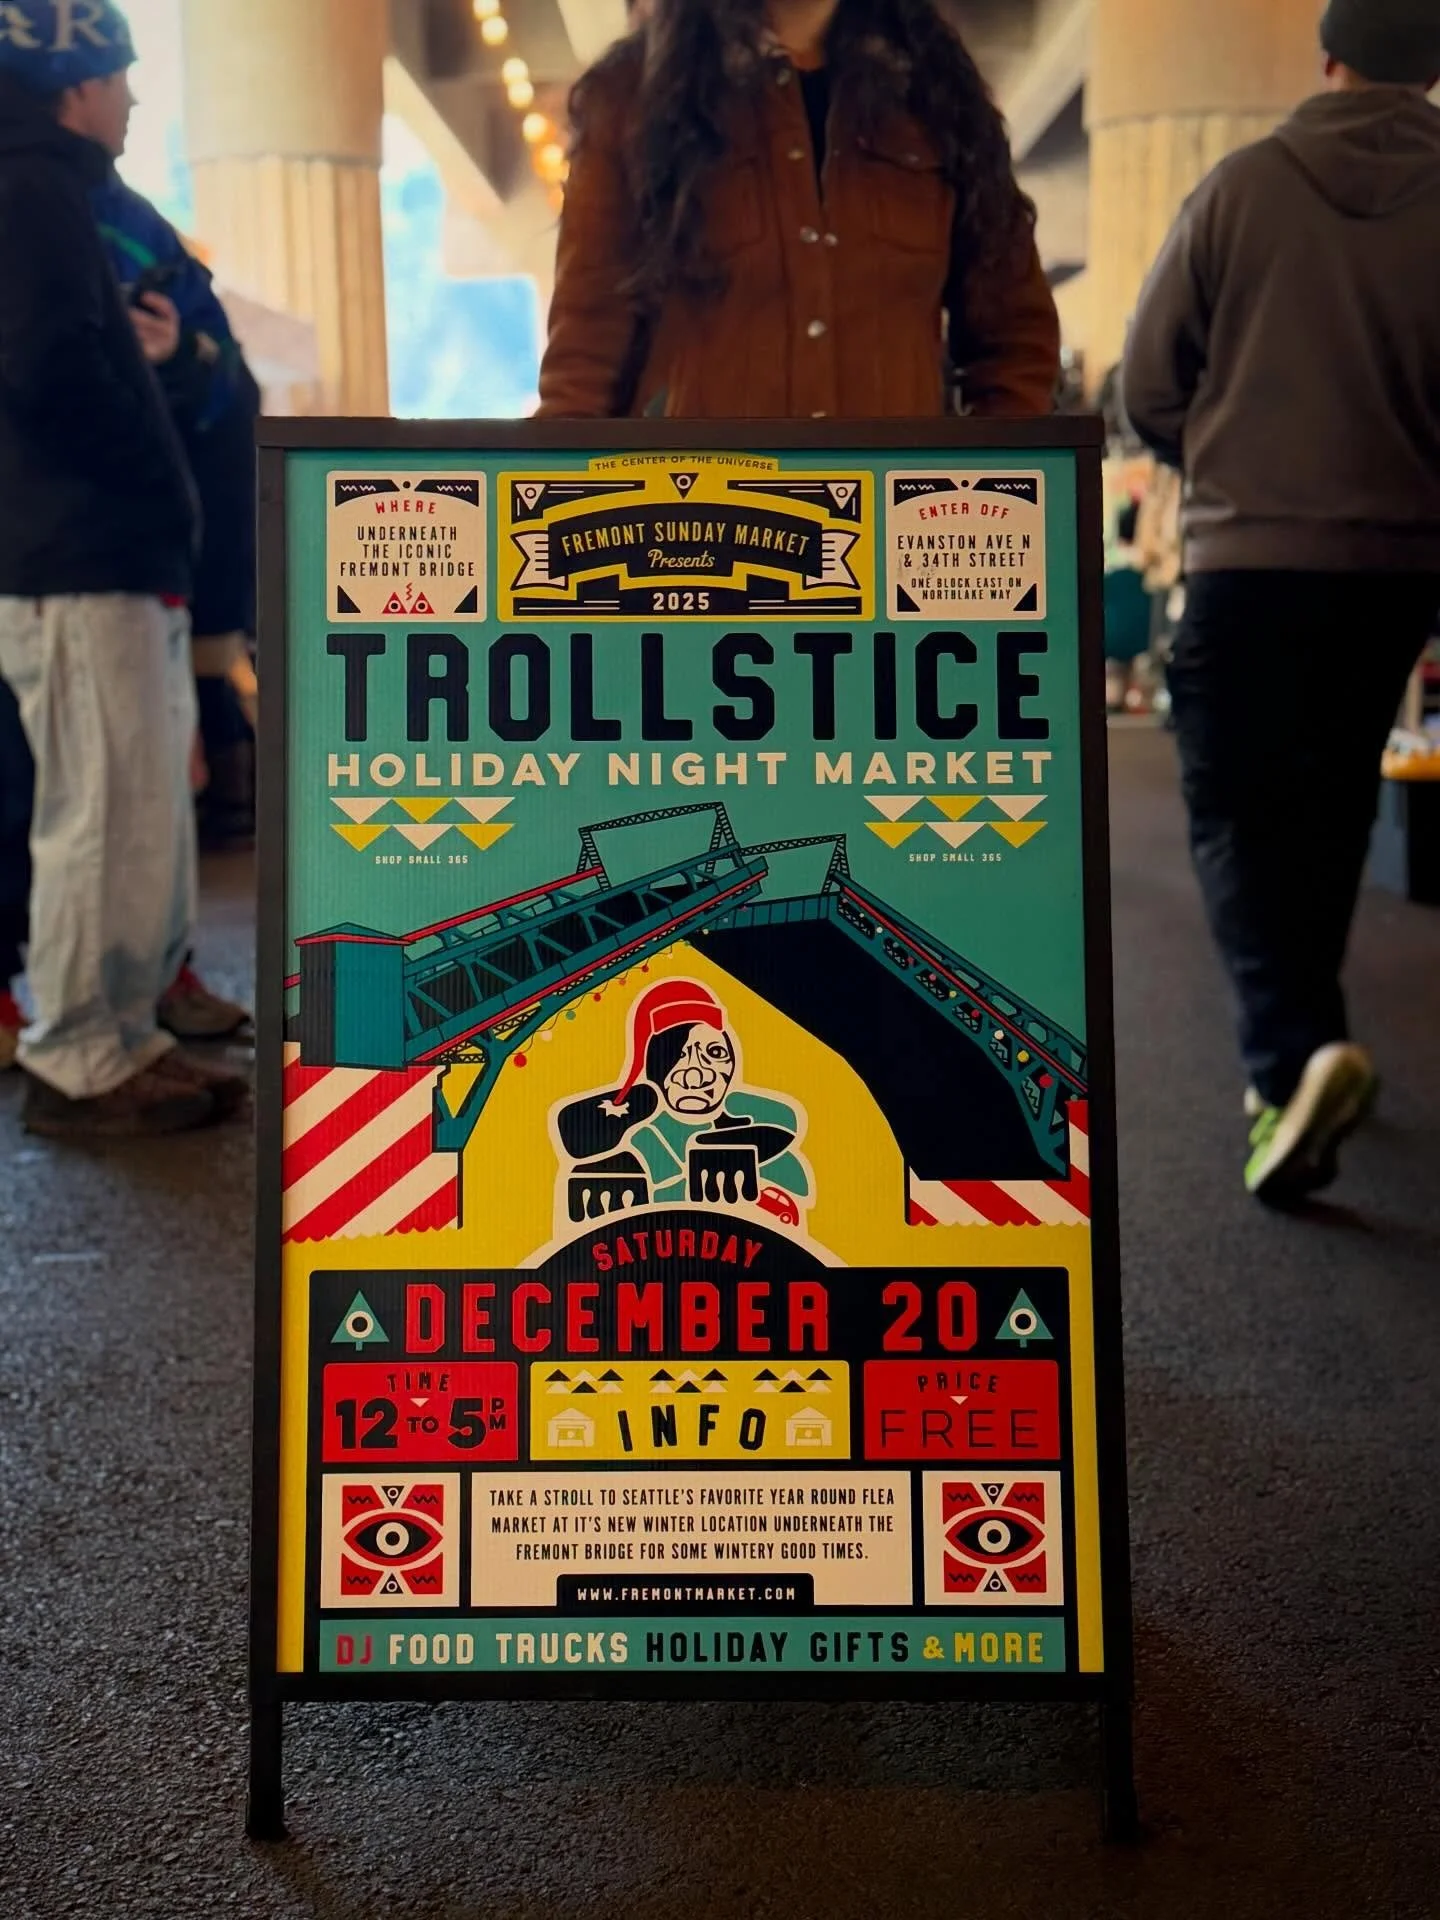 THE CENTER OF THE UNIVERSE
WHERE
UNDERNEATH
THE ICONIC
FREMONT BRIDGE
FREMONT SUNDAY MARKET
Presents
2025
ENTER OFF
EVANSTON AVE N
& 34TH STREET
ONE BLOCK EAST ON
NORTHLAKE WAY
TROLLSTICE
HOLIDAY NIGHT MARKET
SHOP SMALL 365
SHOP SMALL 365
SATURDAY
DECEMBER 20
TIME
12 TO 5 PM
INFO
PRICE
FREE
TAKE A STROLL TO SEATTLE'S FAVORITE YEAR ROUND FLEA
MARKET AT IT'S NEW WINTER LOCATION UNDERNEATH THE
FREMONT BRIDGE FOR SOME WINTERY GOOD TIMES.
WWW.FREMONTMARKET.COM
DJ FOOD TRUCKS HOLIDAY GIFTS & MORE